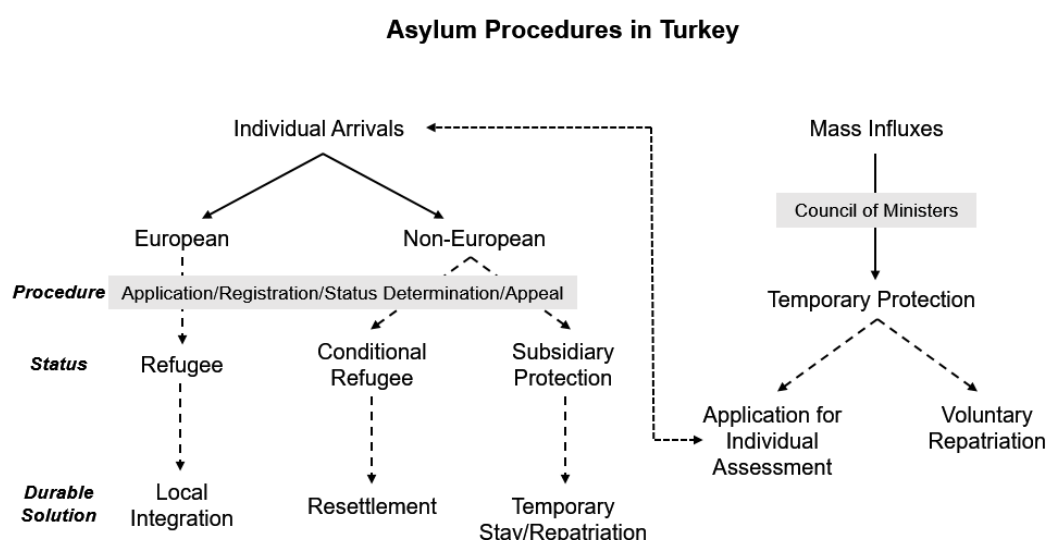 Asylum Procedures in Turkey
Individual Arrivals
Mass Influxes
Council of Ministers
European
Non-European
Procedure
Application/Registration/Status Determination/Appeal
Temporary Protection
Status
Refugee
Conditional
Refugee
Subsidiary
Protection
Application for
Individual
Assessment
Voluntary
Repatriation
Durable
Solution
Local
Integration
Resettlement
Temporary
Stay/Repatriation